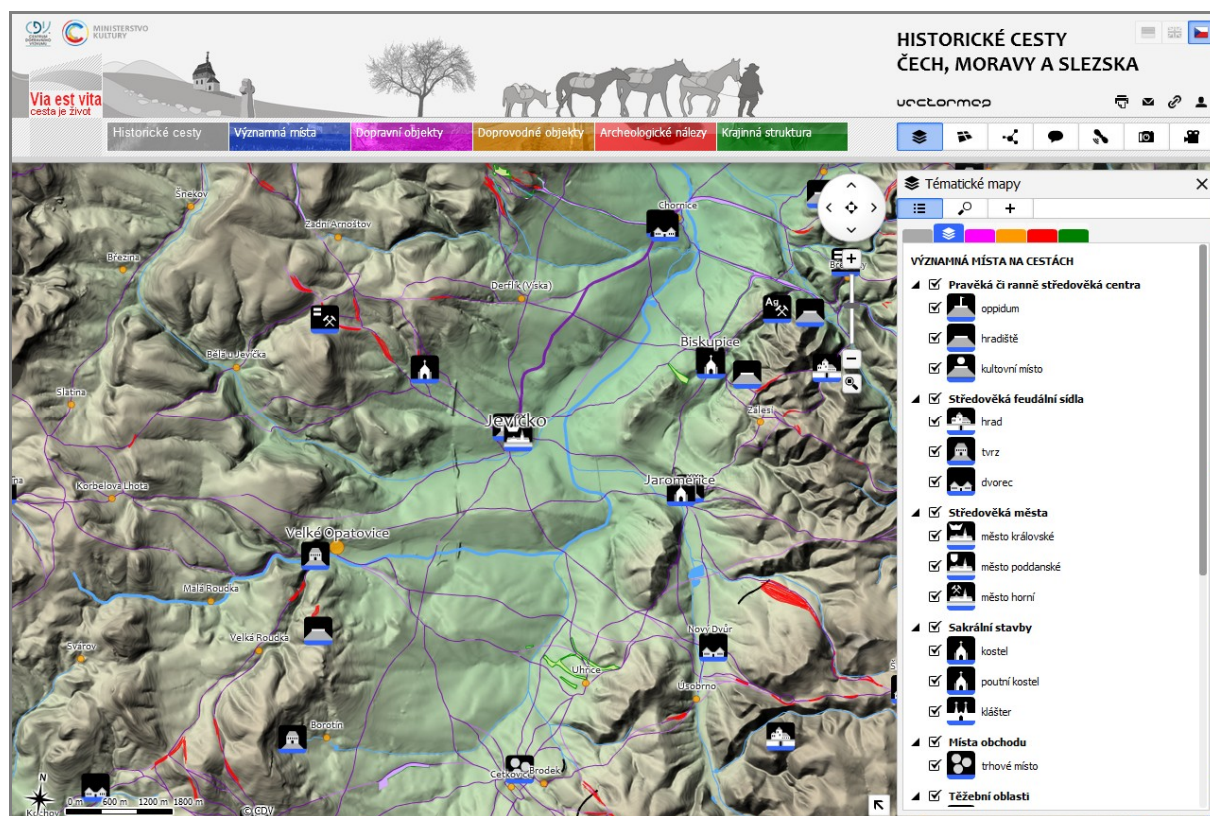 CDV
CENTRUM
DOPRAVNÍHO
VÝZKUMU
MINISTERSTVO
KULTURY
Via est vita
cesta je život
HISTORICKÉ CESTY
ČECH, MORAVY A SLEZSKA
vectormap
Historické cesty
Významná místa
Dopravní objekty
Doprovodné objekty
Archeologické nálezy
Krajinná struktura
Šnekov
Zadní Arnoštov
Chornice
Březina
Derflík (Víska)
Ag
Biskupice
Bělá u Jevíčka
Slatina
Jevíčko
Zálesí
Korbelova Lhota
Jaroměřice
Velké Opatovice
Malá Roudka
Velká Roudka
Nový Dvůr
Svárov
Uhřice
Úsobrno
Borotín
Cetkovice
Brodek
N
0 m 600 m 1200 m 1800 m
© CDV
Tématické mapy
VÝZNAMNÁ MÍSTA NA CESTÁCH
Pravěká či ranně středověká centra
oppidum
hradiště
kultovní místo
Středověká feudální sídla
hrad
tvrz
dvorec
Středověká města
město královské
město poddanské
město horní
Sakrální stavby
kostel
poutní kostel
klášter
Místa obchodu
trhové místo
Těžební oblasti